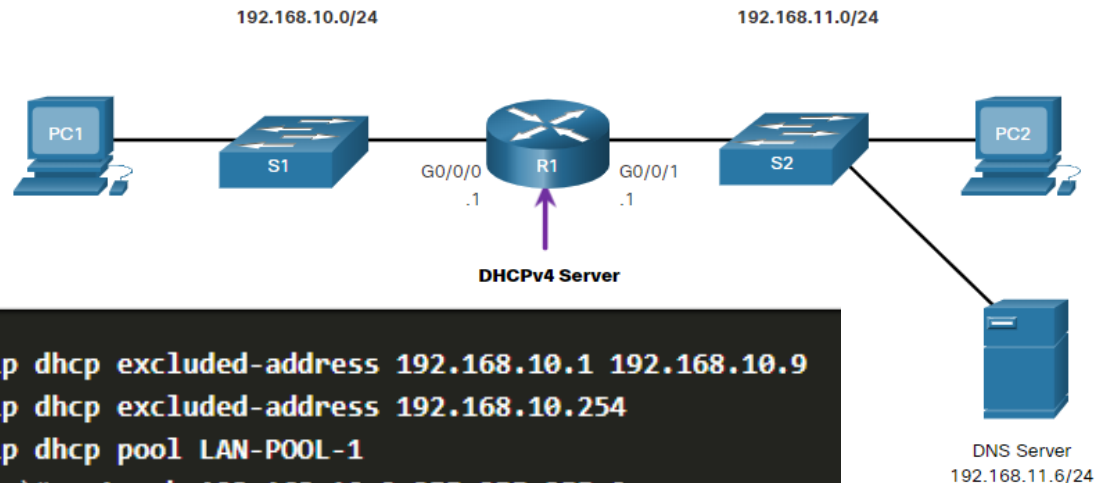 192.168.10.0/24
192.168.11.0/24
PC1
S1
G0/0/0
.1
R1
G0/0/1
.1
S2
PC2
DHCPv4 Server
p dhcp excluded-address 192.168.10.1 192.168.10.9
p dhcp excluded-address 192.168.10.254
p dhcp pool LAN-POOL-1
DNS Server
192.168.11.6/24